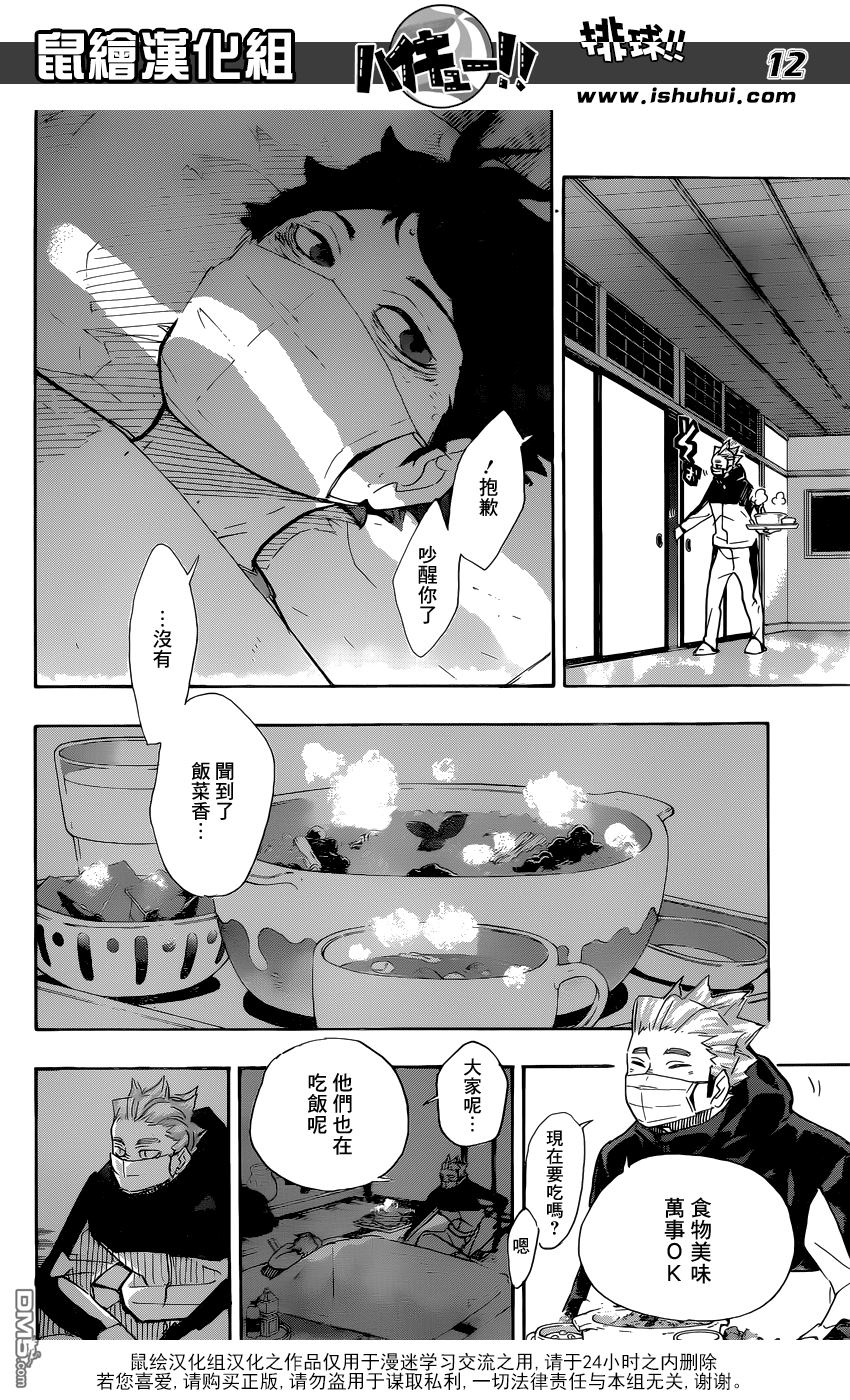 鼠繪漢化組
ハイキュー!!
排球!!
12
www.ishuhui.com
!抱歉
吵醒你了
…沒有
聞到了
飯菜香…
食物美味
萬事OK
現在要吃嗎?
嗯
大家呢…
他們也在
吃飯呢
DM5.com
鼠绘汉化组汉化之作品仅用于漫迷学习交流之用, 请于24小时之内删除
若您喜爱, 请购买正版, 请勿盗用于谋取私利, 一切法律责任与本组无关, 谢谢。